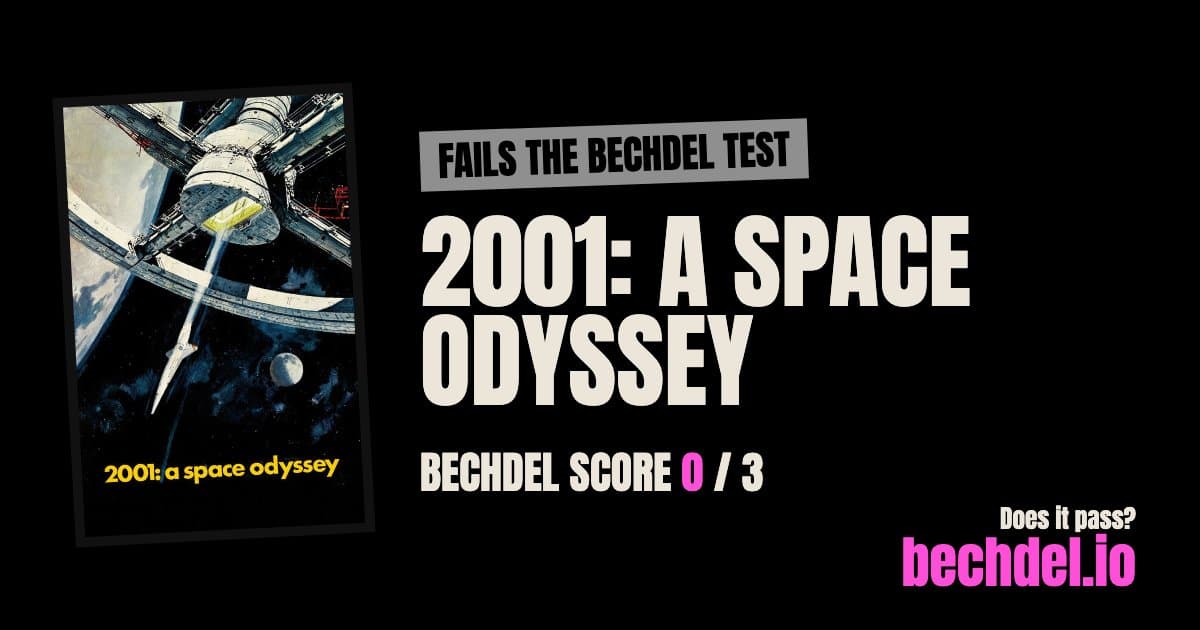 FAILS THE BECHDEL TEST
2001: A SPACE
ODYSSEY
2001: a space odyssey
BECHDEL SCORE 0 / 3
Does it pass?
bechdel.io